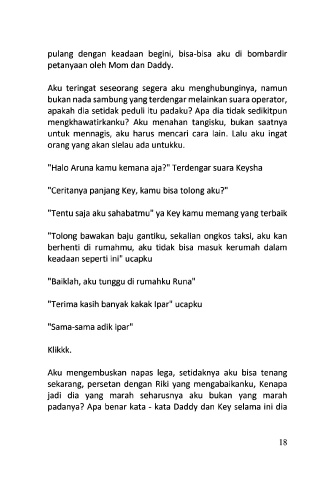 pulang dengan keadaan begini, bisa-bisa aku di bombardir
petanyaan oleh Mom dan Daddy.
Aku teringat seseorang segera aku menghubunginya, namun
bukan nada sambung yang terdengar melainkan suara operator,
apakah dia setidak peduli itu padaku? Apa dia tidak sedikitpun
mengkhawatirkanku? Aku menahan tangisku, bukan saatnya
untuk mennagis, aku harus mencari cara lain. Lalu aku ingat
orang yang akan slelau ada untukku.
"Halo Aruna kamu kemana aja?" Terdengar suara Keysha
"Ceritanya panjang Key, kamu bisa tolong aku?"
"Tentu saja aku sahabatmu" ya Key kamu memang yang terbaik
"Tolong bawakan baju gantiku, sekalian ongkos taksi, aku kan
berhenti di rumahmu, aku tidak bisa masuk kerumah dalam
keadaan seperti ini" ucapku
"Baiklah, aku tunggu di rumahku Runa"
"Terima kasih banyak kakak Ipar" ucapku
"Sama-sama adik ipar"
Klikkk.
Aku mengembuskan napas lega, setidaknya aku bisa tenang
sekarang, persetan dengan Riki yang mengabaikanku, Kenapa
jadi dia yang marah seharusnya aku bukan yang marah
padanya? Apa benar kata - kata Daddy dan Key selama ini dia
18